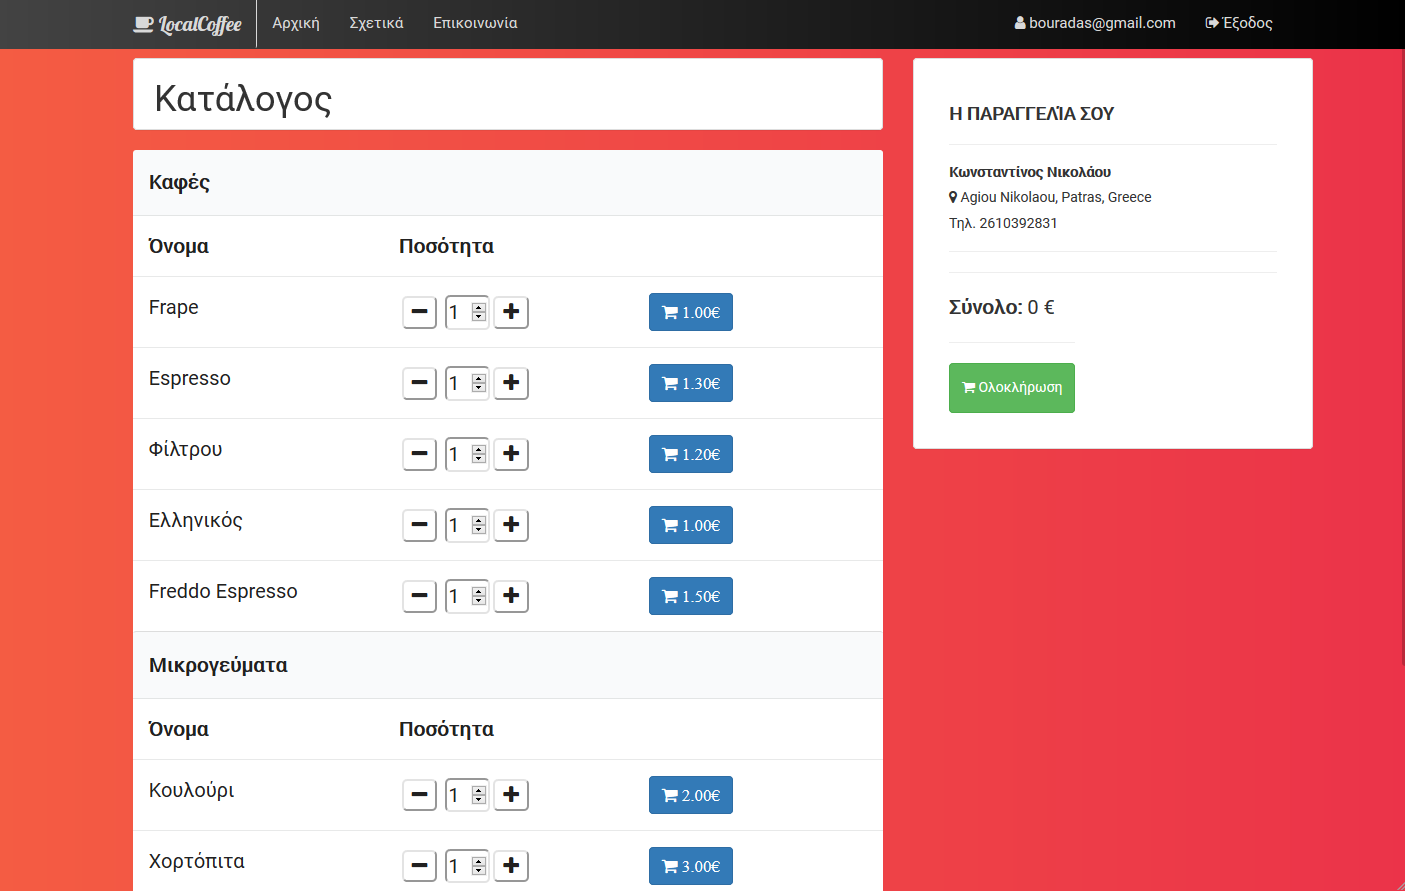 LocalCoffee Αρχική Σχετικά Επικοινωνία bouradas@gmail.com Έξοδος
Κατάλογος
Καφές
Όνομα Ποσότητα
Frape 1 1.00€
Espresso 1 1.30€
Φίλτρου 1 1.20€
Ελληνικός 1 1.00€
Freddo Espresso 1 1.50€
Μικρογεύματα
Όνομα Ποσότητα
Κουλούρι 1 2.00€
Χορτόπιτα 1 3.00€
Η ΠΑΡΑΓΓΕΛΊΑ ΣΟΥ
Κωνσταντίνος Νικολάου
Agiou Nikolaou, Patras, Greece
Τηλ. 2610392831
Σύνολο: 0 €
Ολοκλήρωση